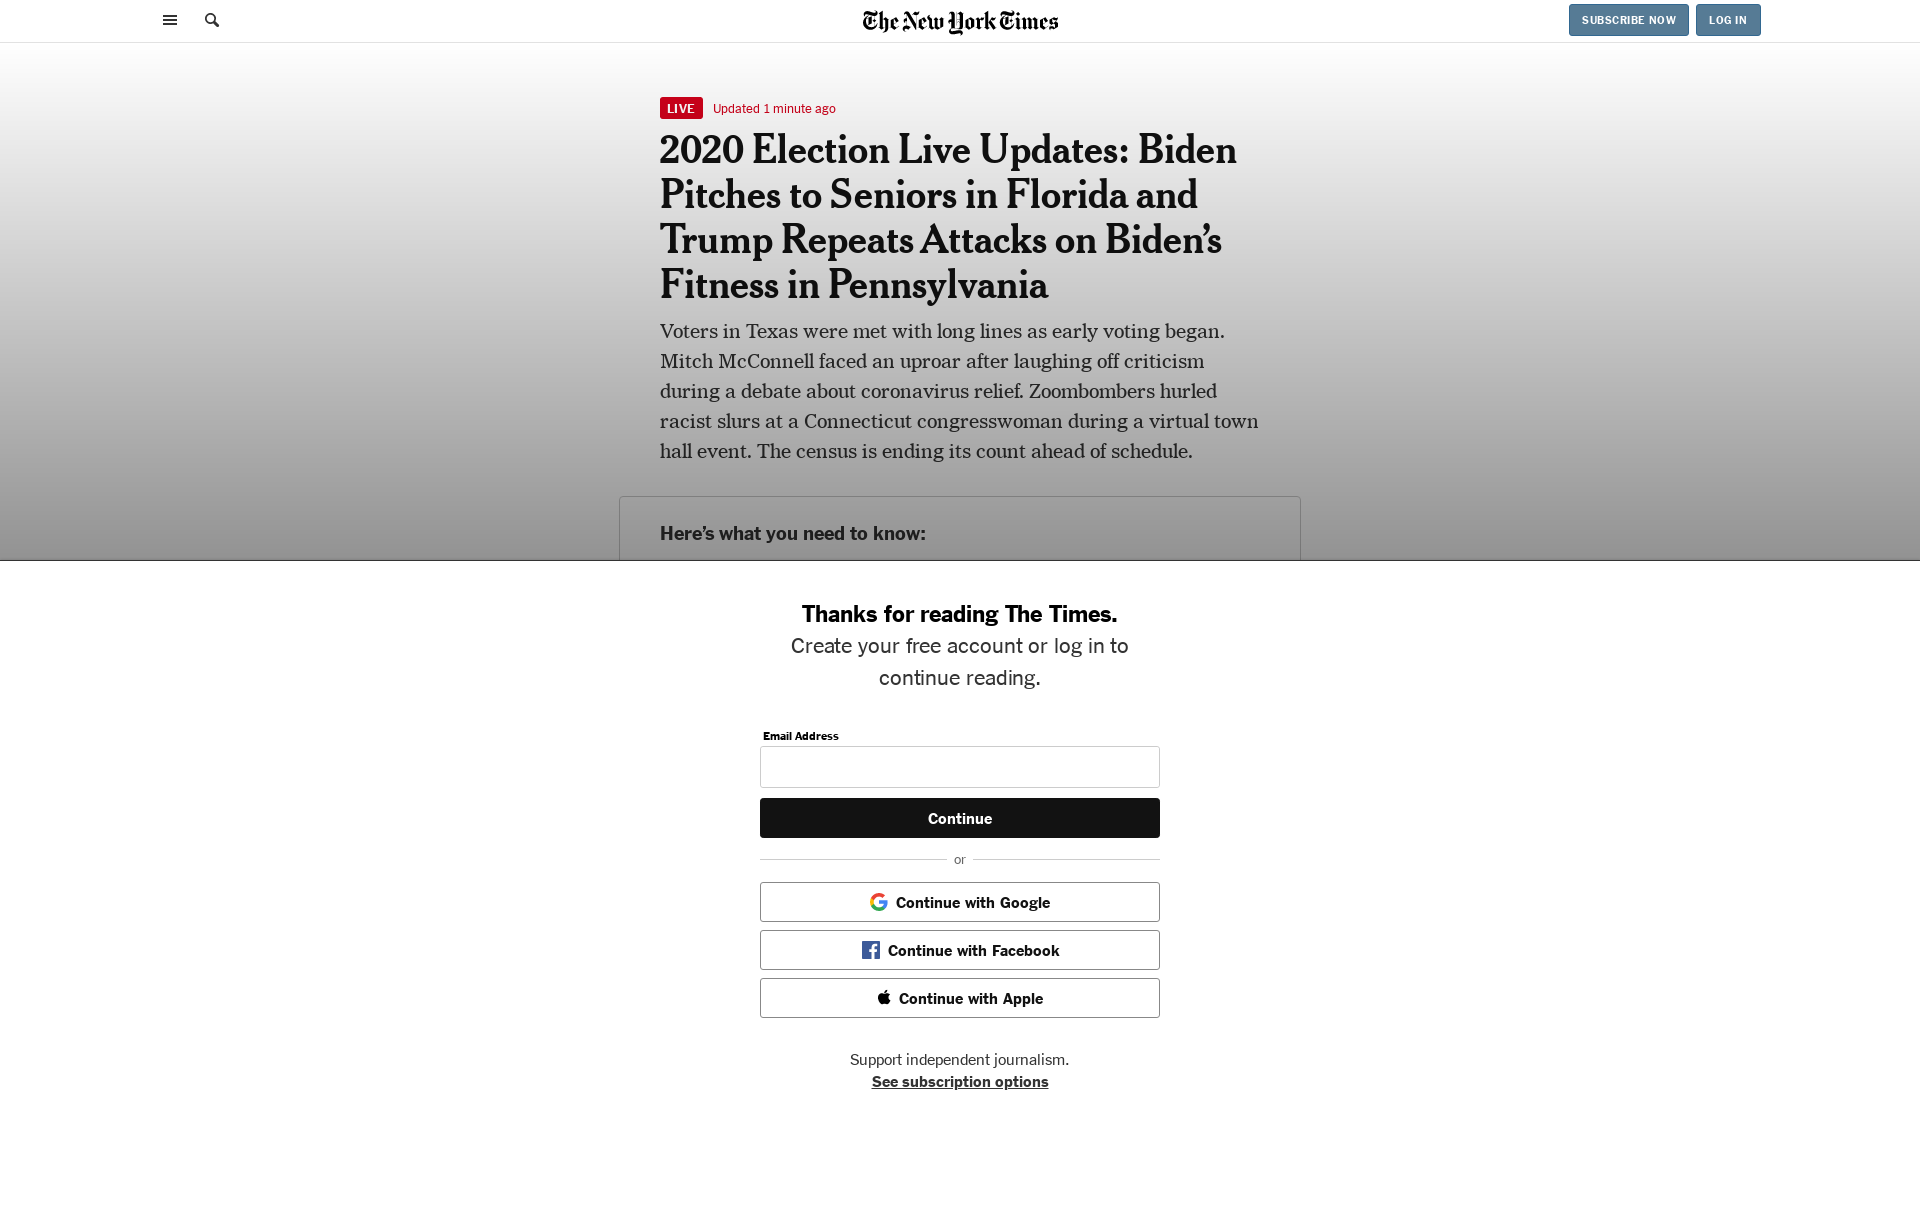 The New York Times
SUBSCRIBE NOW
LOG IN
LIVE
Updated 1 minute ago
2020 Election Live Updates: Biden
Pitches to Seniors in Florida and
Trump Repeats Attacks on Biden’s
Fitness in Pennsylvania
Voters in Texas were met with long lines as early voting began.
Mitch McConnell faced an uproar after laughing off criticism
during a debate about coronavirus relief. Zoombombers hurled
racist slurs at a Connecticut congresswoman during a virtual town
hall event. The census is ending its count ahead of schedule.
Here’s what you need to know:
Thanks for reading The Times.
Create your free account or log in to
continue reading.
Email Address
Continue
or
Continue with Google
Continue with Facebook
Continue with Apple
Support independent journalism.
See subscription options